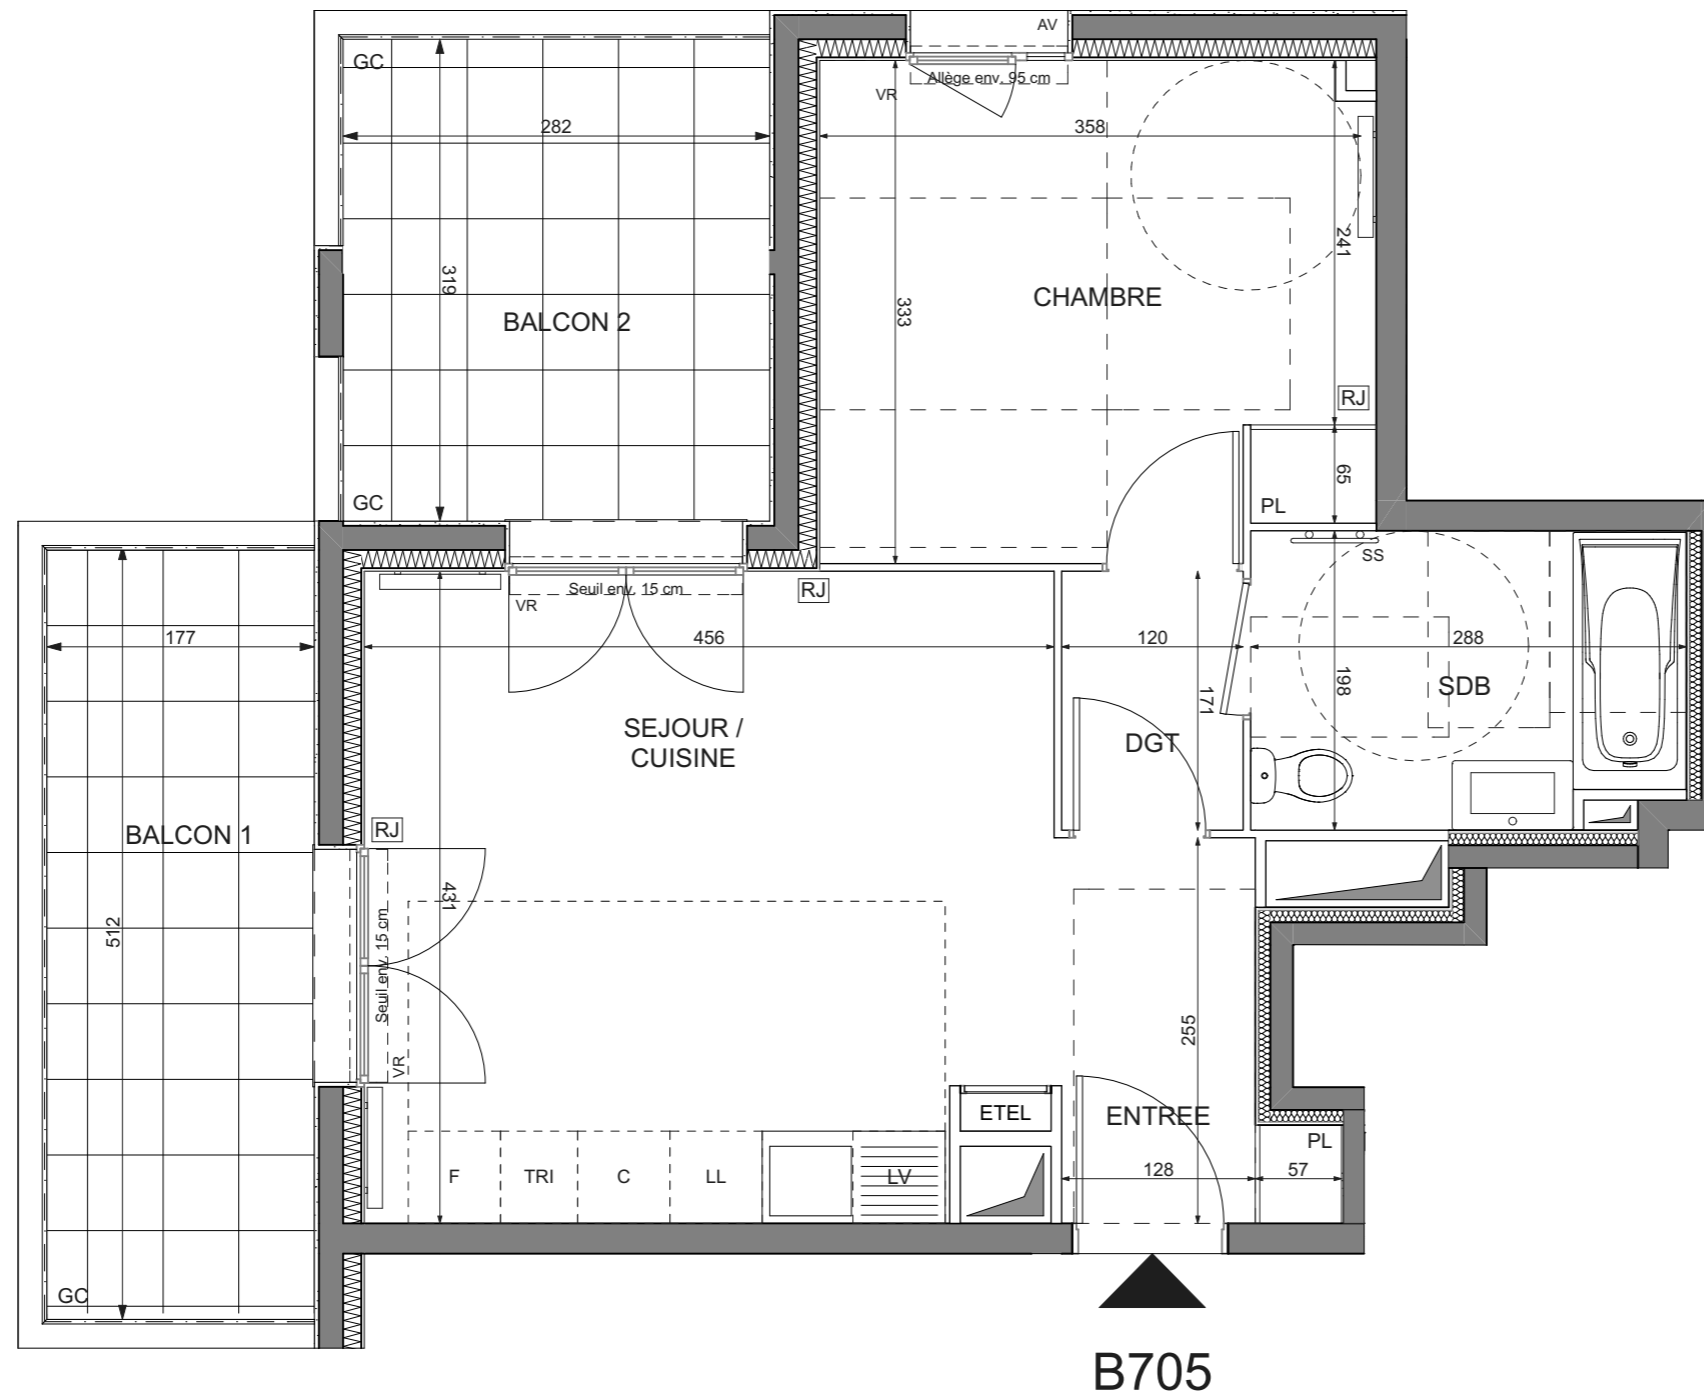 AV
GC
Allège env. 95 cm
VR
282
358
241
319
333
CHAMBRE
BALCON 2
RJ
65
GC
PL
SS
Seuil env. 15 cm
VR
RJ
177
456
120
288
198
171
SDB
SEJOUR /
CUISINE
DGT
BALCON 1
RJ
431
512
Seuil env. 15 cm
255
VR
ETEL
ENTREE
PL
F
TRI
C
LL
LV
128
57
GC
B705